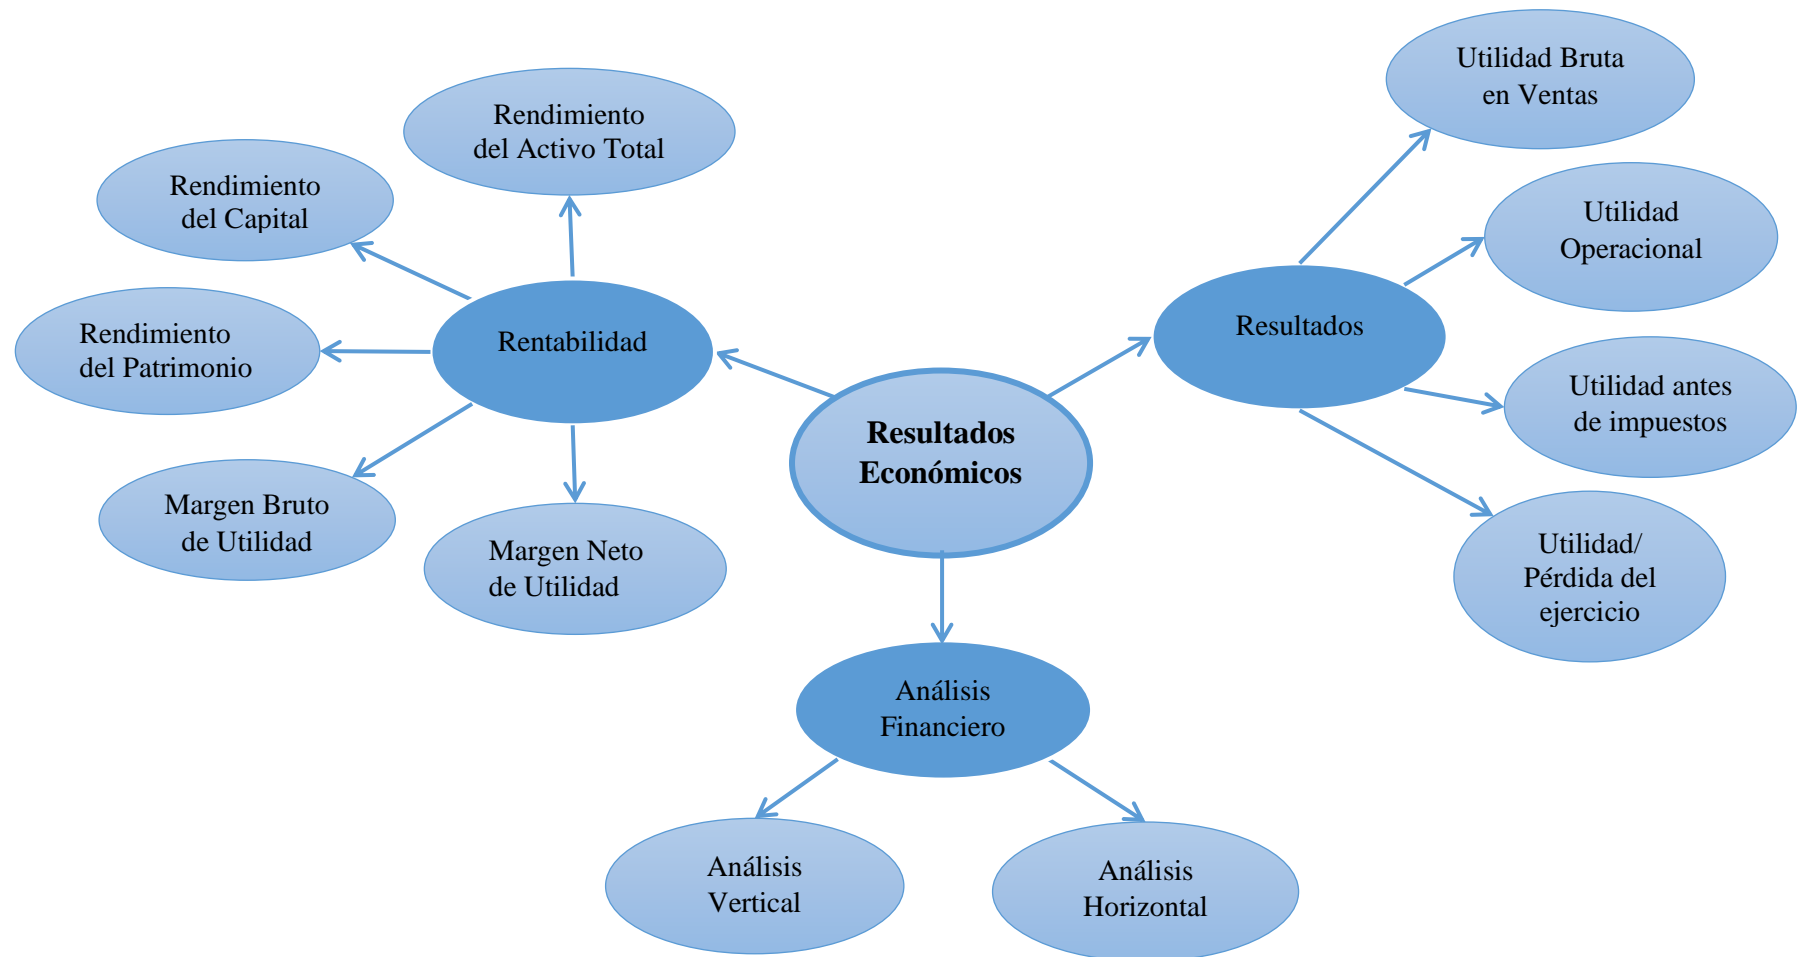 Utilidad Bruta
en Ventas
Rendimiento
del Activo Total
Rendimiento
del Capital
Utilidad
Operacional
Rendimiento
del Patrimonio
Rentabilidad
Resultados
Utilidad antes
de impuestos
Resultados
Económicos
Margen Bruto
de Utilidad
Margen Neto
de Utilidad
Utilidad/
Pérdida del
ejercicio
Análisis
Financiero
Análisis
Vertical
Análisis
Horizontal